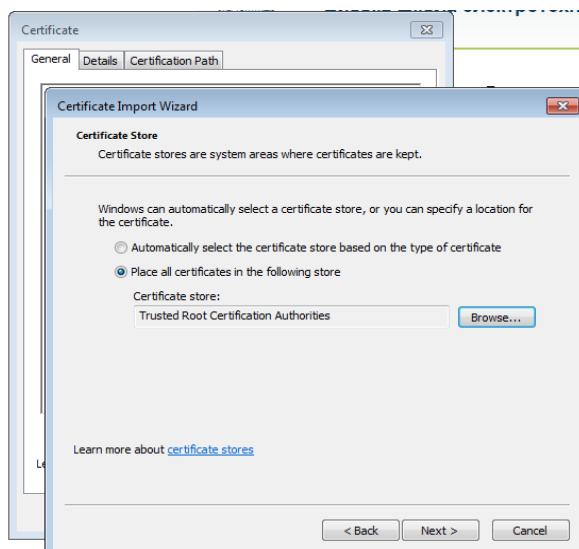 Certificate
General
Details
Certification Path
Certificate Import Wizard
Certificate Store
Certificate stores are system areas where certificates are kept.
Windows can automatically select a certificate store, or you can specify a location for
the certificate.
Automatically select the certificate store based on the type of certificate
Place all certificates in the following store
Certificate store:
Trusted Root Certification Authorities
Browse...
Learn more about certificate stores
< Back
Next >
Cancel